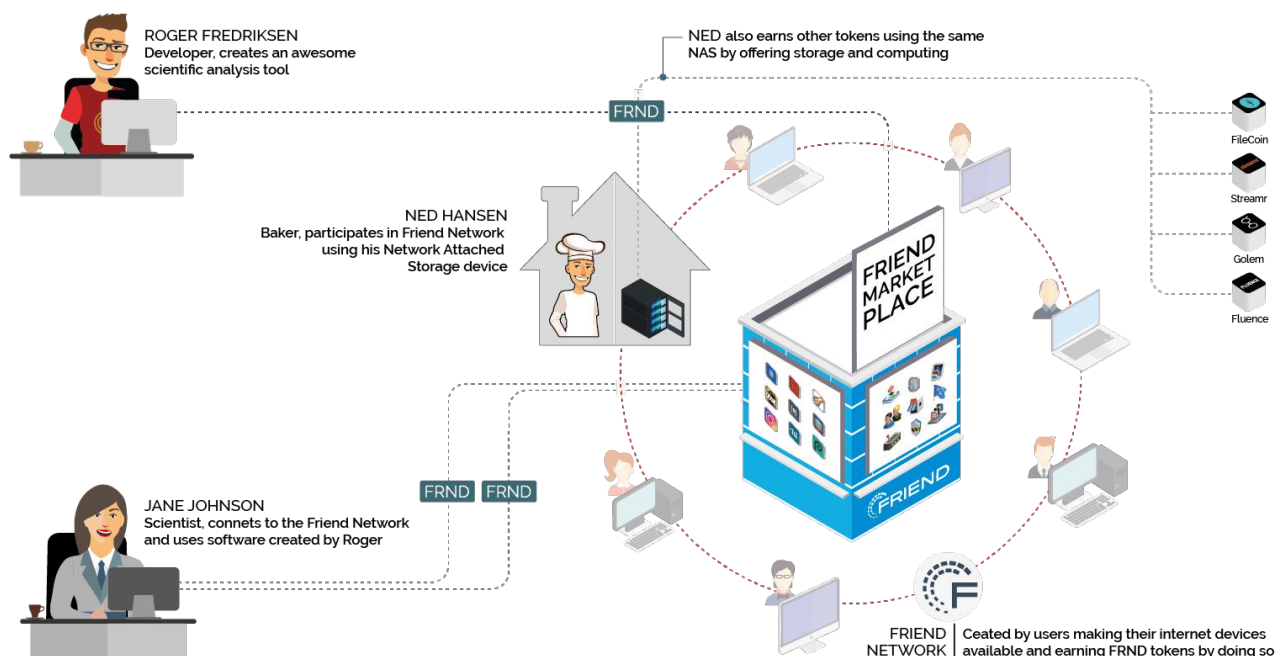 ROGER FREDRIKSEN
Developer, creates an awesome
scientific analysis tool
NED also earns other tokens using the same
NAS by offering storage and computing
FRND
FileCoin
Streamr
Golem
FLUENCE
Fluence
NED HANSEN
Baker, participates in Friend Network
using his Network Attached
Storage device
FRIEND
MARKET
PLACE
FRIEND
FRND
FRND
JANE JOHNSON
Scientist, connets to the Friend Network
and uses software created by Roger
F
FRIEND
NETWORK
Ceated by users making their internet devices
available and earning FRND tokens by doing so